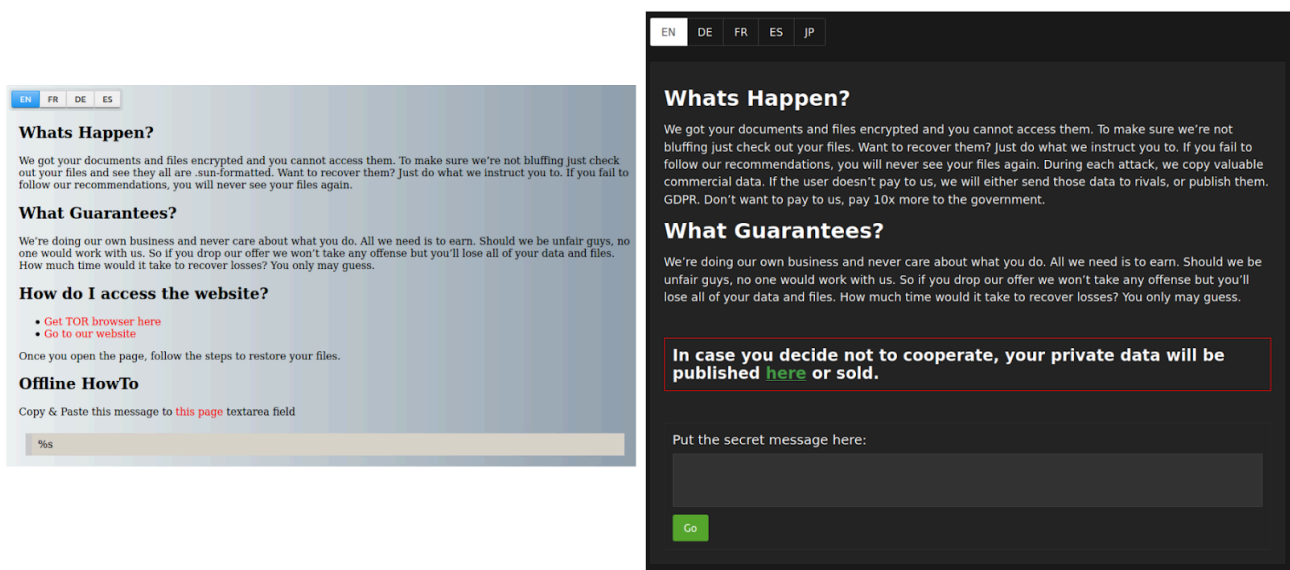 EN FR DE ES
Whats Happen?
We got your documents and files encrypted and you cannot access them. To make sure we’re not bluffing just check
out your files and see they all are .sun-formatted. Want to recover them? Just do what we instruct you to. If you fail to
follow our recommendations, you will never see your files again.
What Guarantees?
We’re doing our own business and never care about what you do. All we need is to earn. Should we be unfair guys, no
one would work with us. So if you drop our offer we won’t take any offense but you’ll lose all of your data and files.
How much time would it take to recover losses? You only may guess.
How do I access the website?
• Get TOR browser here
• Go to our website
Once you open the page, follow the steps to restore your files.
Offline HowTo
Copy & Paste this message to this page textarea field
%s
EN DE FR ES JP
Whats Happen?
We got your documents and files encrypted and you cannot access them. To make sure we’re not
bluffing just check out your files. Want to recover them? Just do what we instruct you to. If you fail to
follow our recommendations, you will never see your files again. During each attack, we copy valuable
commercial data. If the user doesn’t pay to us, we will either send those data to rivals, or publish them.
GDPR. Don’t want to pay to us, pay 10x more to the government.
What Guarantees?
We’re doing our own business and never care about what you do. All we need is to earn. Should we be
unfair guys, no one would work with us. So if you drop our offer we won’t take any offense but you’ll
lose all of your data and files. How much time would it take to recover losses? You only may guess.
In case you decide not to cooperate, your private data will be
published here or sold.
Put the secret message here:
Go